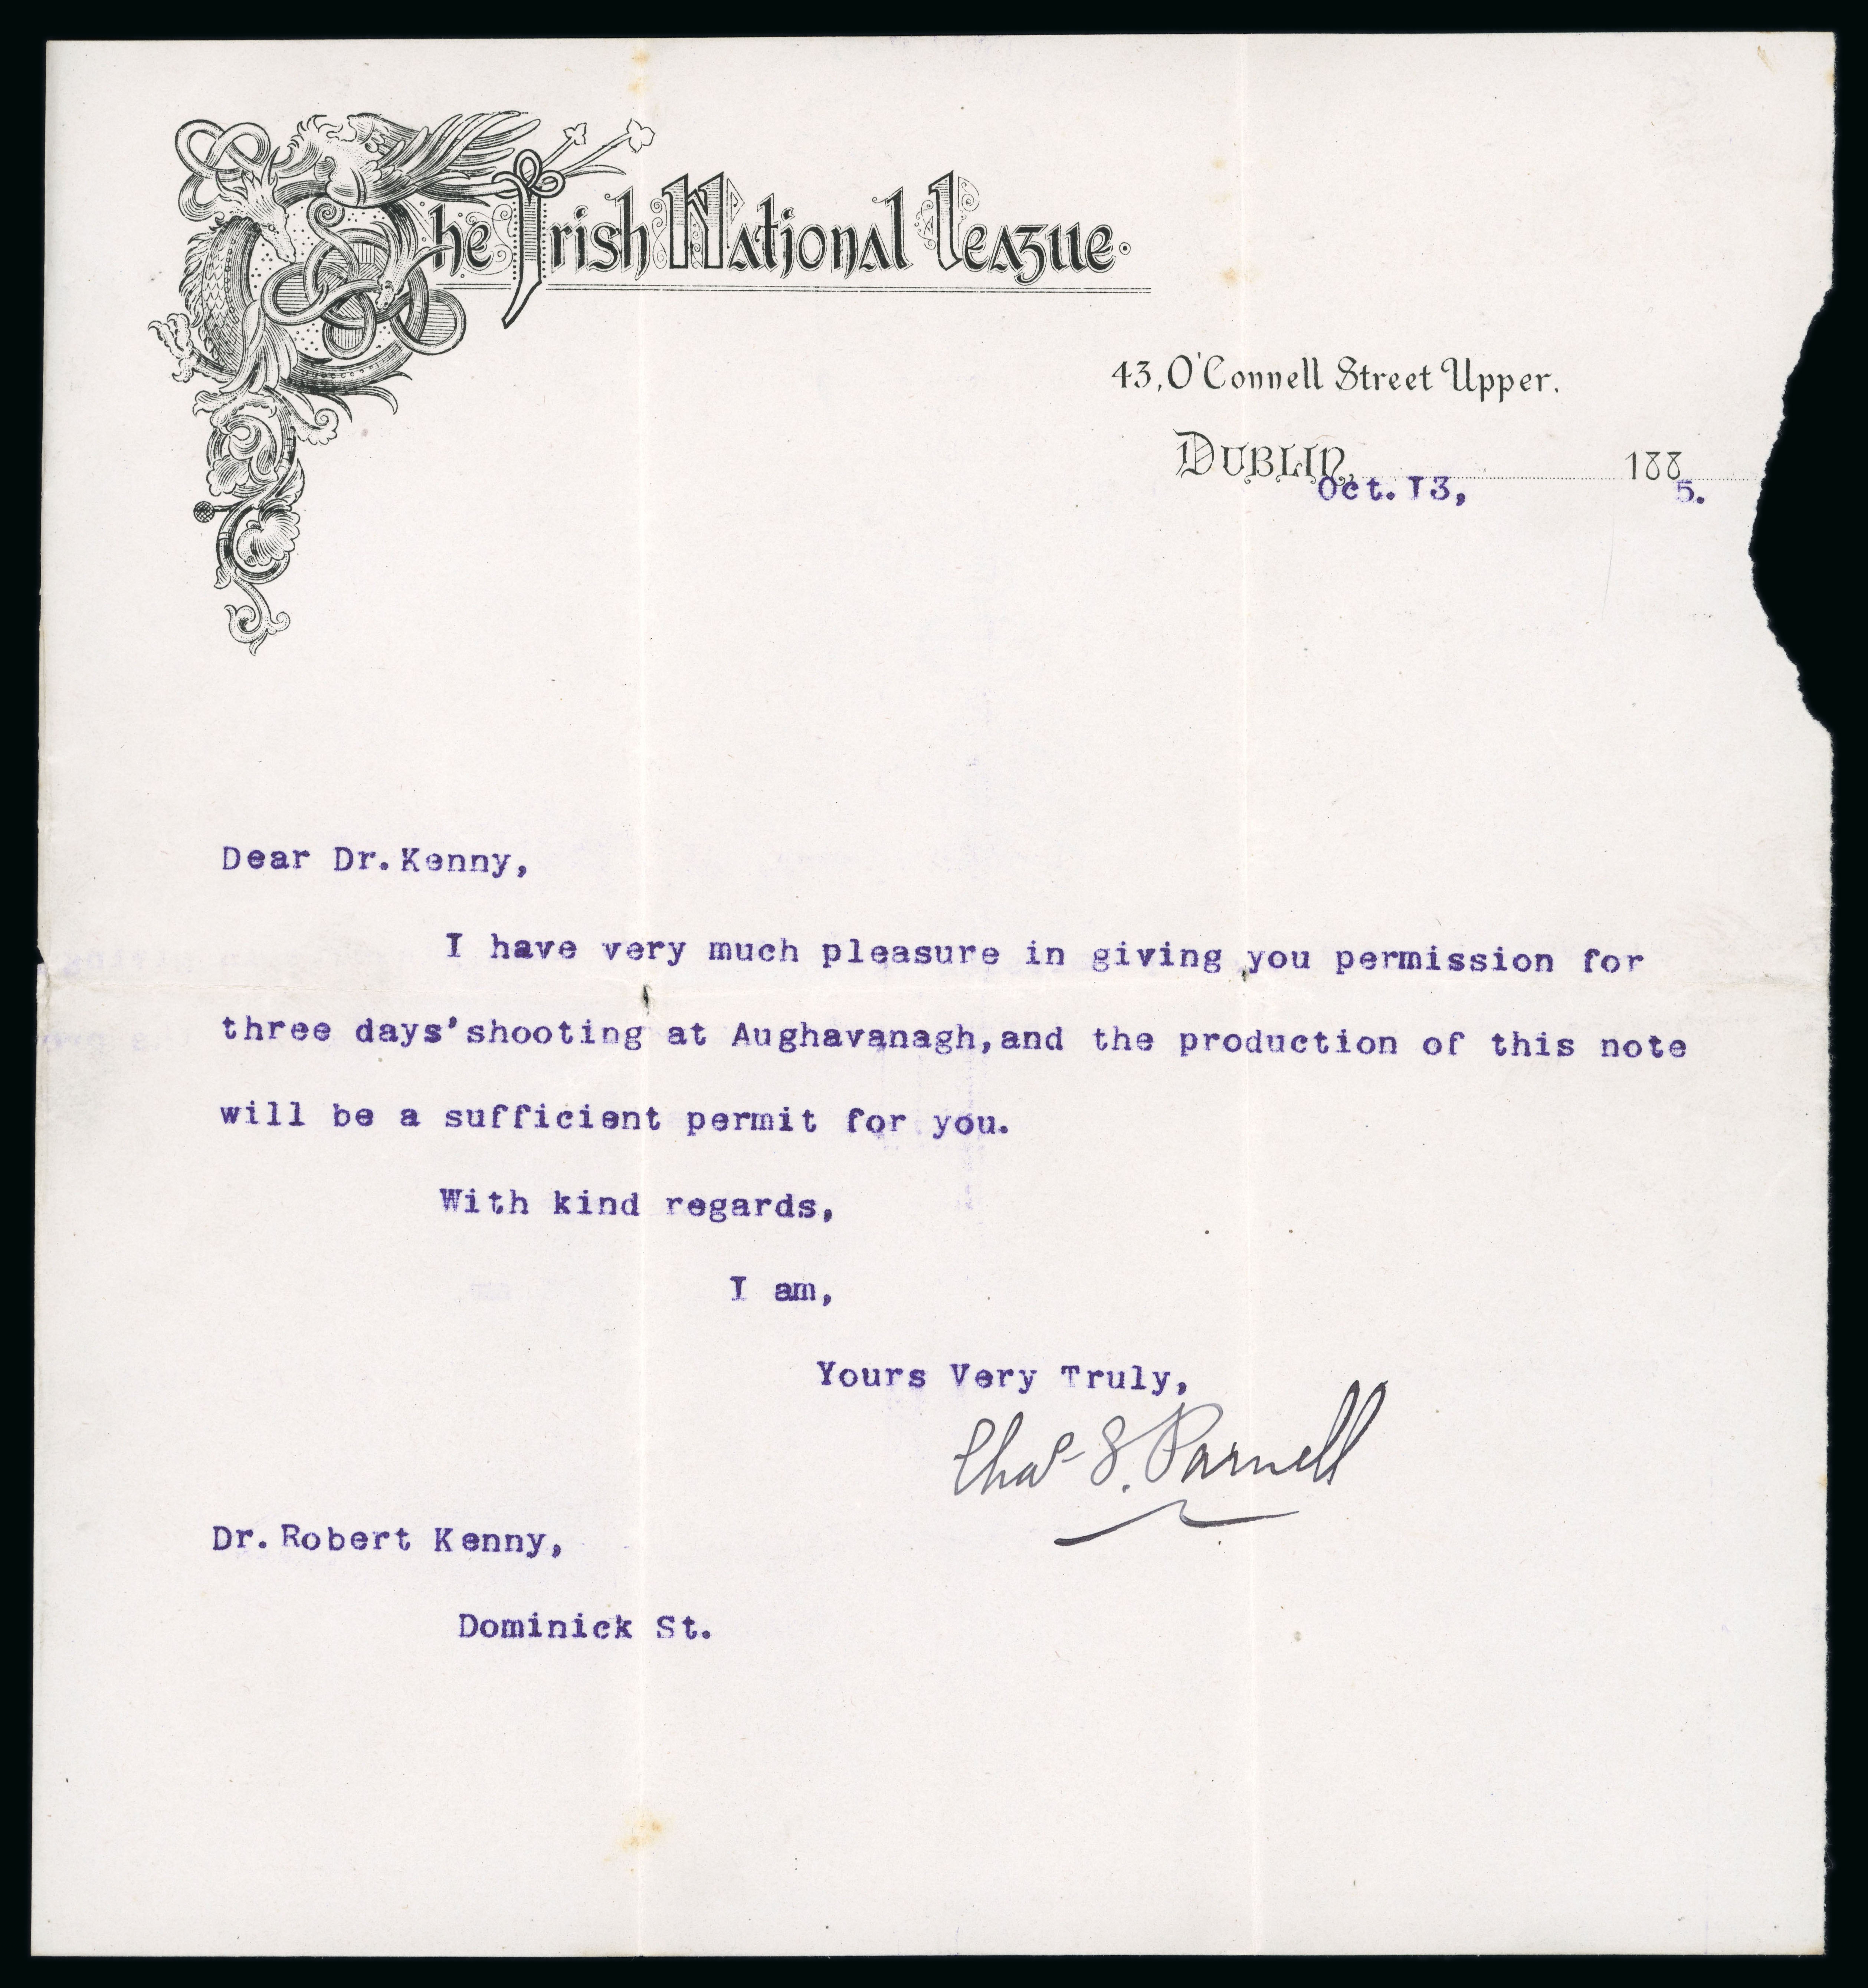 The Irish National League.
43, O'Connell Street Upper.
DUBLIN, Oct. 13, 1885.
Dear Dr. Kenny,
I have very much pleasure in giving you permission for
three days' shooting at Aughavanagh, and the production of this note
will be a sufficient permit for you.
With kind regards,
I am,
Yours Very Truly,
Chas S. Parnell
Dr. Robert Kenny,
Dominick St.